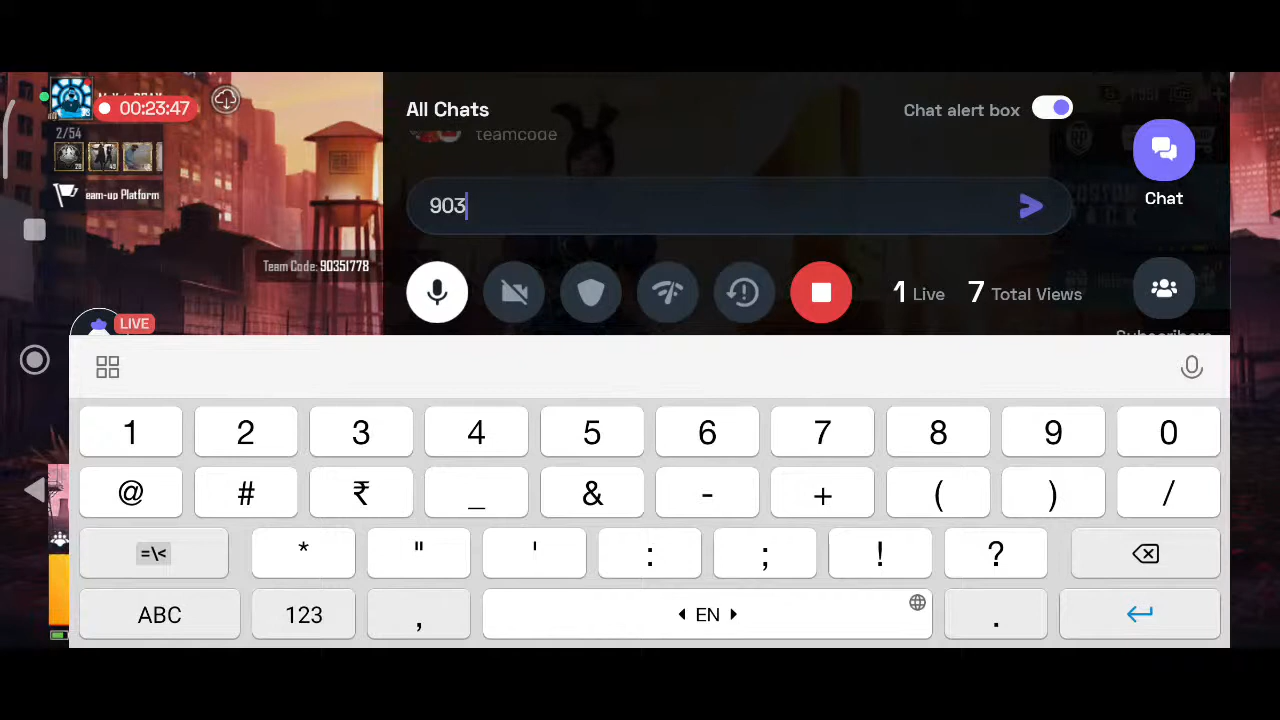 00:23:47
2/54
eam-up Platform
Team Code: 90351778
LIVE
All Chats
Chat alert box
teamcode
903
Chat
1 Live 7 Total Views
1 2 3 4 5 6 7 8 9 0
@ # ₹ _ & - + ( ) /
=\< * " ' : ; ! ?
ABC 123 , EN .